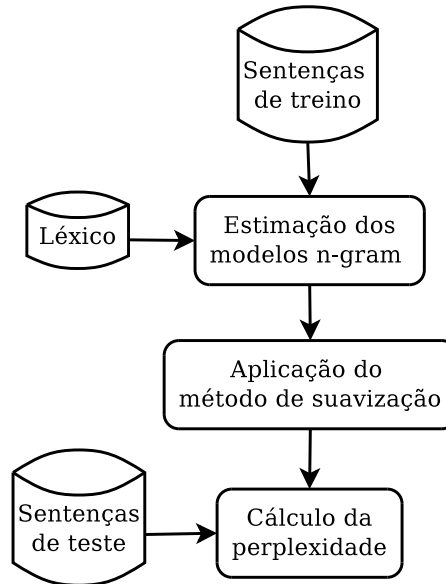 Sentenças
de treino
Léxico
Estimação dos
modelos n-gram
Aplicação do
método de suavização
Sentenças
de teste
Cálculo da
perplexidade